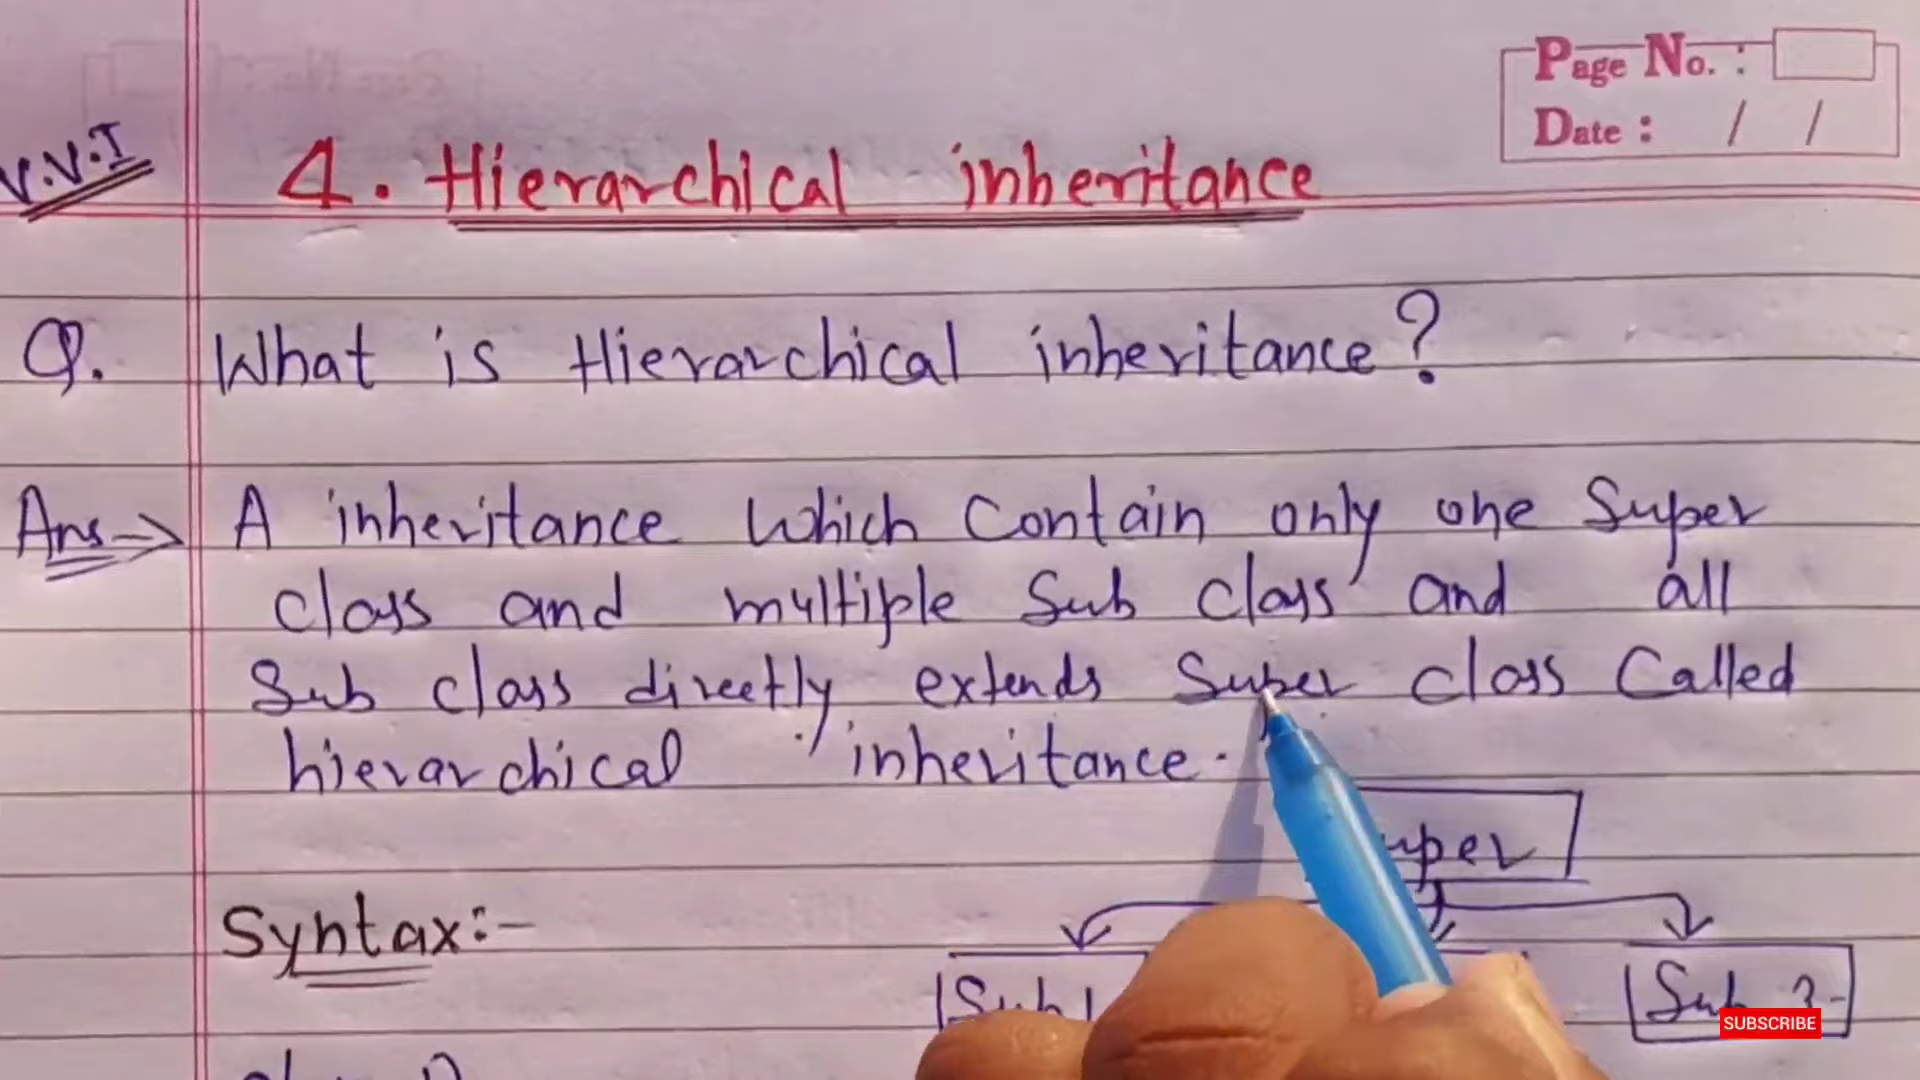 Page No. :
Date : / /
V.V.I
4. Hierarchical inheritance
Q. What is Hierarchical inheritance?
Ans-> A inheritance which contain only one Super
class and multiple Sub class and all
Sub class directly extends Super class Called
hierarchical inheritance.
Syntax:-
Sub 3
SUBSCRIBE